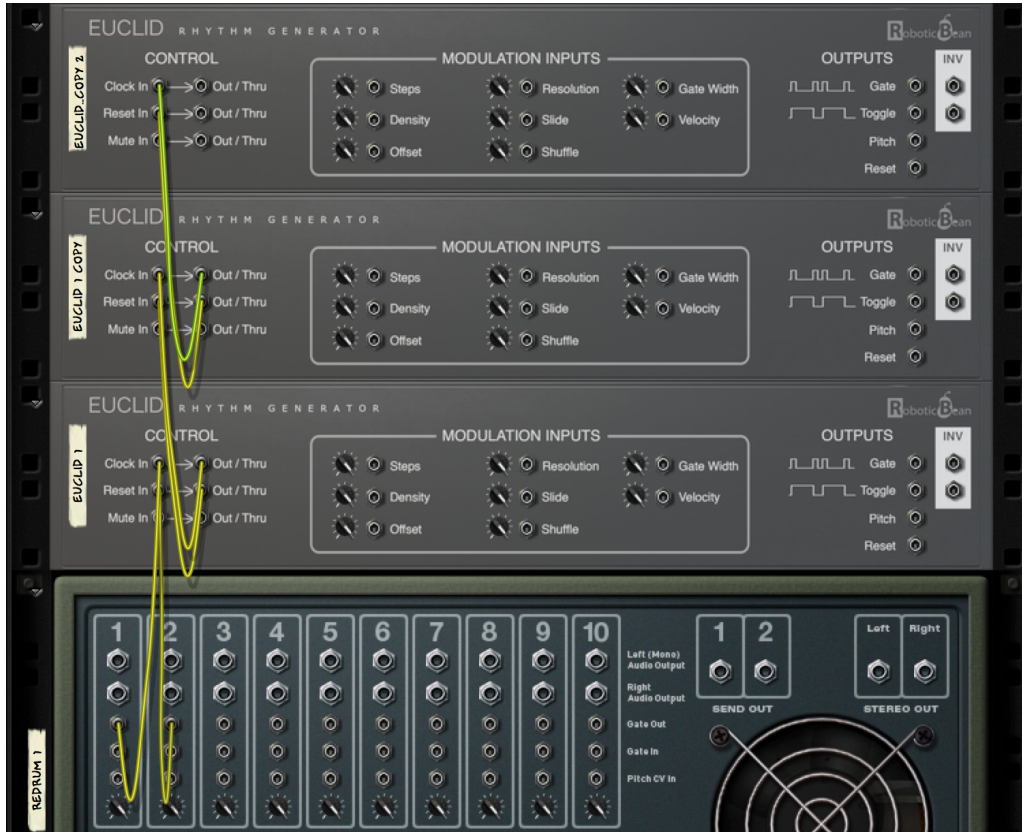 EUCLID RHYTHM GENERATOR
RoboticBean
EUCLID_COPY 2
CONTROL
MODULATION INPUTS
OUTPUTS
INV
Clock In Out / Thru
Steps Resolution Gate Width
Gate
Reset In Out / Thru
Density Slide Velocity
Toggle
Mute In Out / Thru
Offset Shuffle
Pitch
Reset
EUCLID RHYTHM GENERATOR
RoboticBean
EUCLID 1 COPY
CONTROL
MODULATION INPUTS
OUTPUTS
INV
Clock In Out / Thru
Steps Resolution Gate Width
Gate
Reset In Out / Thru
Density Slide Velocity
Toggle
Mute In Out / Thru
Offset Shuffle
Pitch
Reset
EUCLID RHYTHM GENERATOR
RoboticBean
EUCLID 1
CONTROL
MODULATION INPUTS
OUTPUTS
INV
Clock In Out / Thru
Steps Resolution Gate Width
Gate
Reset In Out / Thru
Density Slide Velocity
Toggle
Mute In Out / Thru
Offset Shuffle
Pitch
Reset
1 2 3 4 5 6 7 8 9 10
Left (Mono)
Audio Output
Right
Audio Output
Gate Out
Gate In
Pitch CV In
1 2
SEND OUT
Left Right
STEREO OUT
REDRUM 1